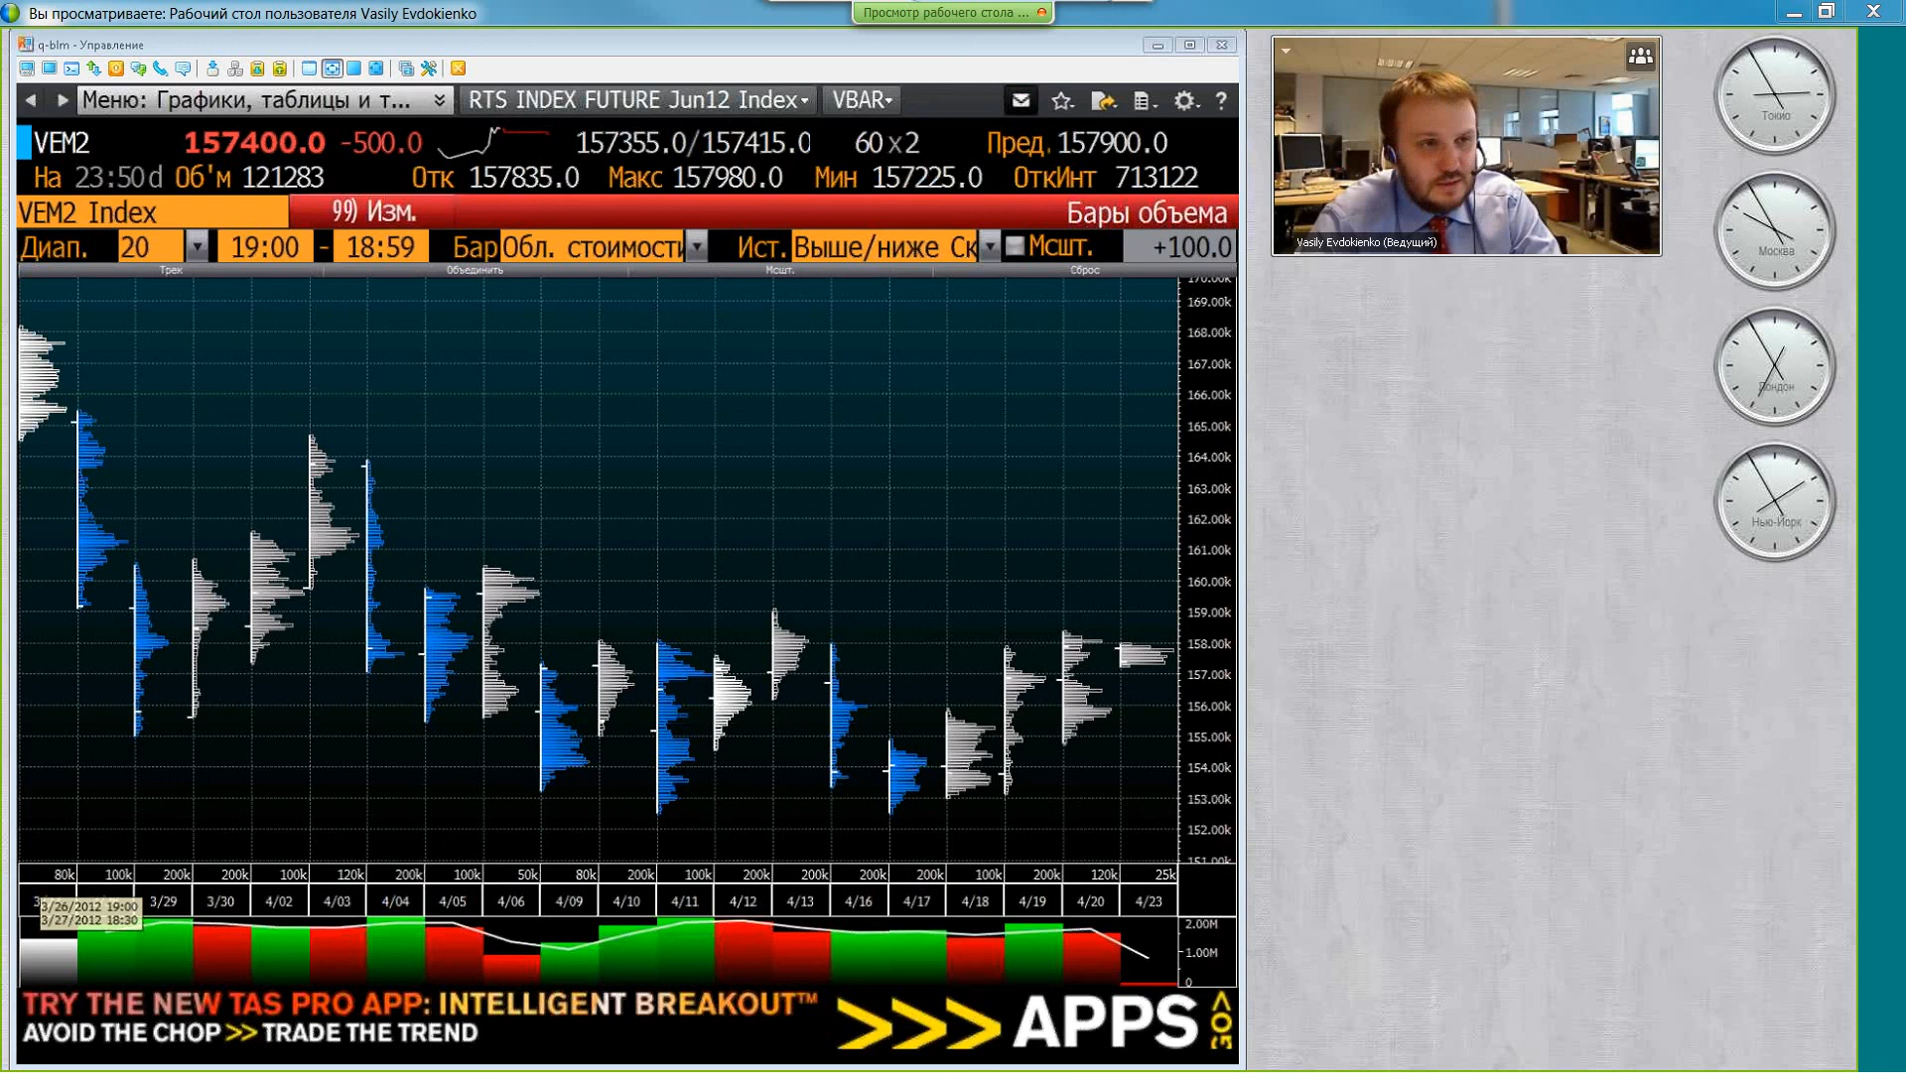 Вы просматриваете: Рабочий стол пользователя Vasily Evdokienko
Просмотр рабочего стола ...
q-blm - Управление
Меню: Графики, таблицы и т...
RTS INDEX FUTURE Jun12 Index
VBAR
?
VEM2 157400.0 -500.0 157355.0/157415.0 60 x 2 Пред. 157900.0
На 23:50d Об'м 121283 Отк 157835.0 Макс 157980.0 Мин 157225.0 ОткИнт 713122
VEM2 Index 99) Изм. Бары объема
Диап. 20 19:00 - 18:59 Бар Обл. стоимости Ист. Выше/ниже Ск Мсшт. +100.0
Трек Объединить Мсшт. Сброс
170.00k
169.00k
168.00k
167.00k
166.00k
165.00k
164.00k
163.00k
162.00k
161.00k
160.00k
159.00k
158.00k
157.00k
156.00k
155.00k
154.00k
153.00k
152.00k
151.00k
80k 100k 200k 200k 100k 120k 200k 100k 50k 80k 200k 100k 200k 200k 200k 200k 100k 200k 120k 25k
3/29 3/30 4/02 4/03 4/04 4/05 4/06 4/09 4/10 4/11 4/12 4/13 4/16 4/17 4/18 4/19 4/20 4/23
3/26/2012 19:00
3/27/2012 18:30
2.00M
1.00M
0
TRY THE NEW TAS PRO APP: INTELLIGENT BREAKOUT™
AVOID THE CHOP >> TRADE THE TREND
>>> APPS
Vasily Evdokienko (Ведущий)
Токио
Москва
Лондон
Нью-Йорк